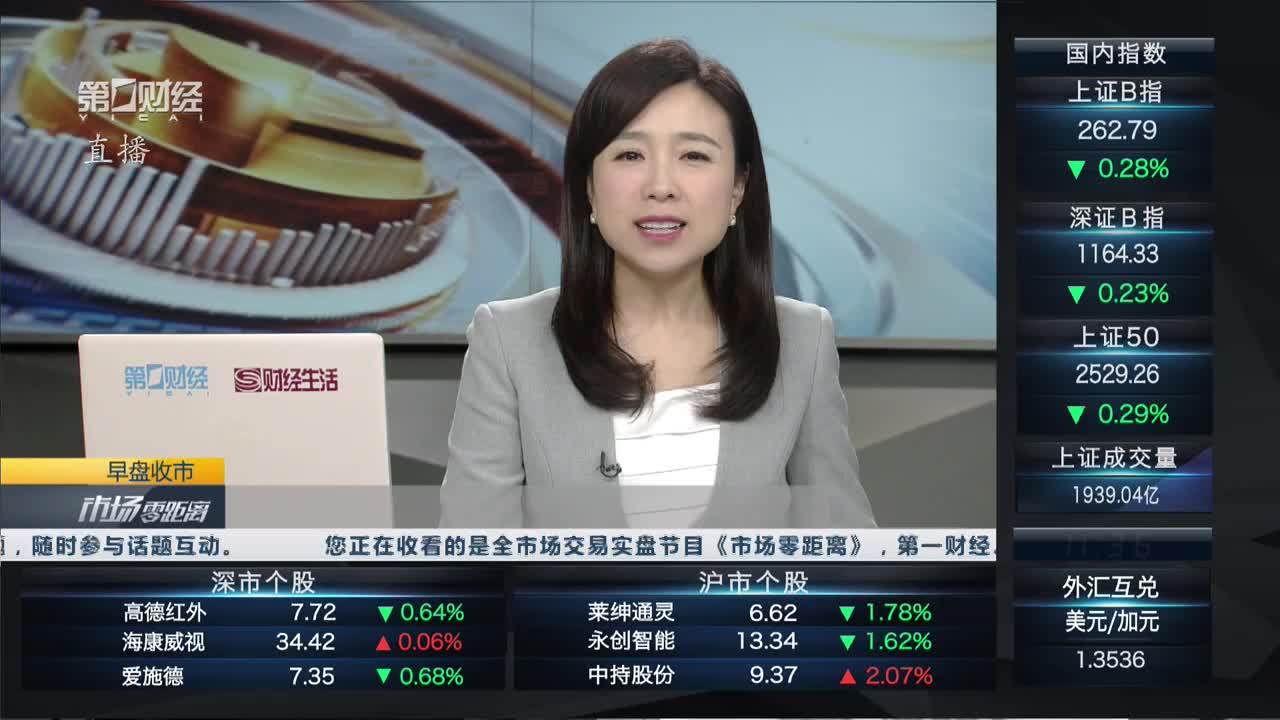 第一财经
YICAI
直播
第一财经
YICAI
财经生活
早盘收市
市场零距离
，随时参与话题互动。 您正在收看的是全市场交易实盘节目《市场零距离》，第一财经
深市个股
高德红外 7.72 ▼ 0.64%
海康威视 34.42 ▲ 0.06%
爱施德 7.35 ▼ 0.68%
沪市个股
莱绅通灵 6.62 ▼ 1.78%
永创智能 13.34 ▼ 1.62%
中持股份 9.37 ▲ 2.07%
国内指数
上证B指
262.79
▼ 0.28%
深证B指
1164.33
▼ 0.23%
上证50
2529.26
▼ 0.29%
上证成交量
1939.04亿
11:36
外汇互兑
美元/加元
1.3536